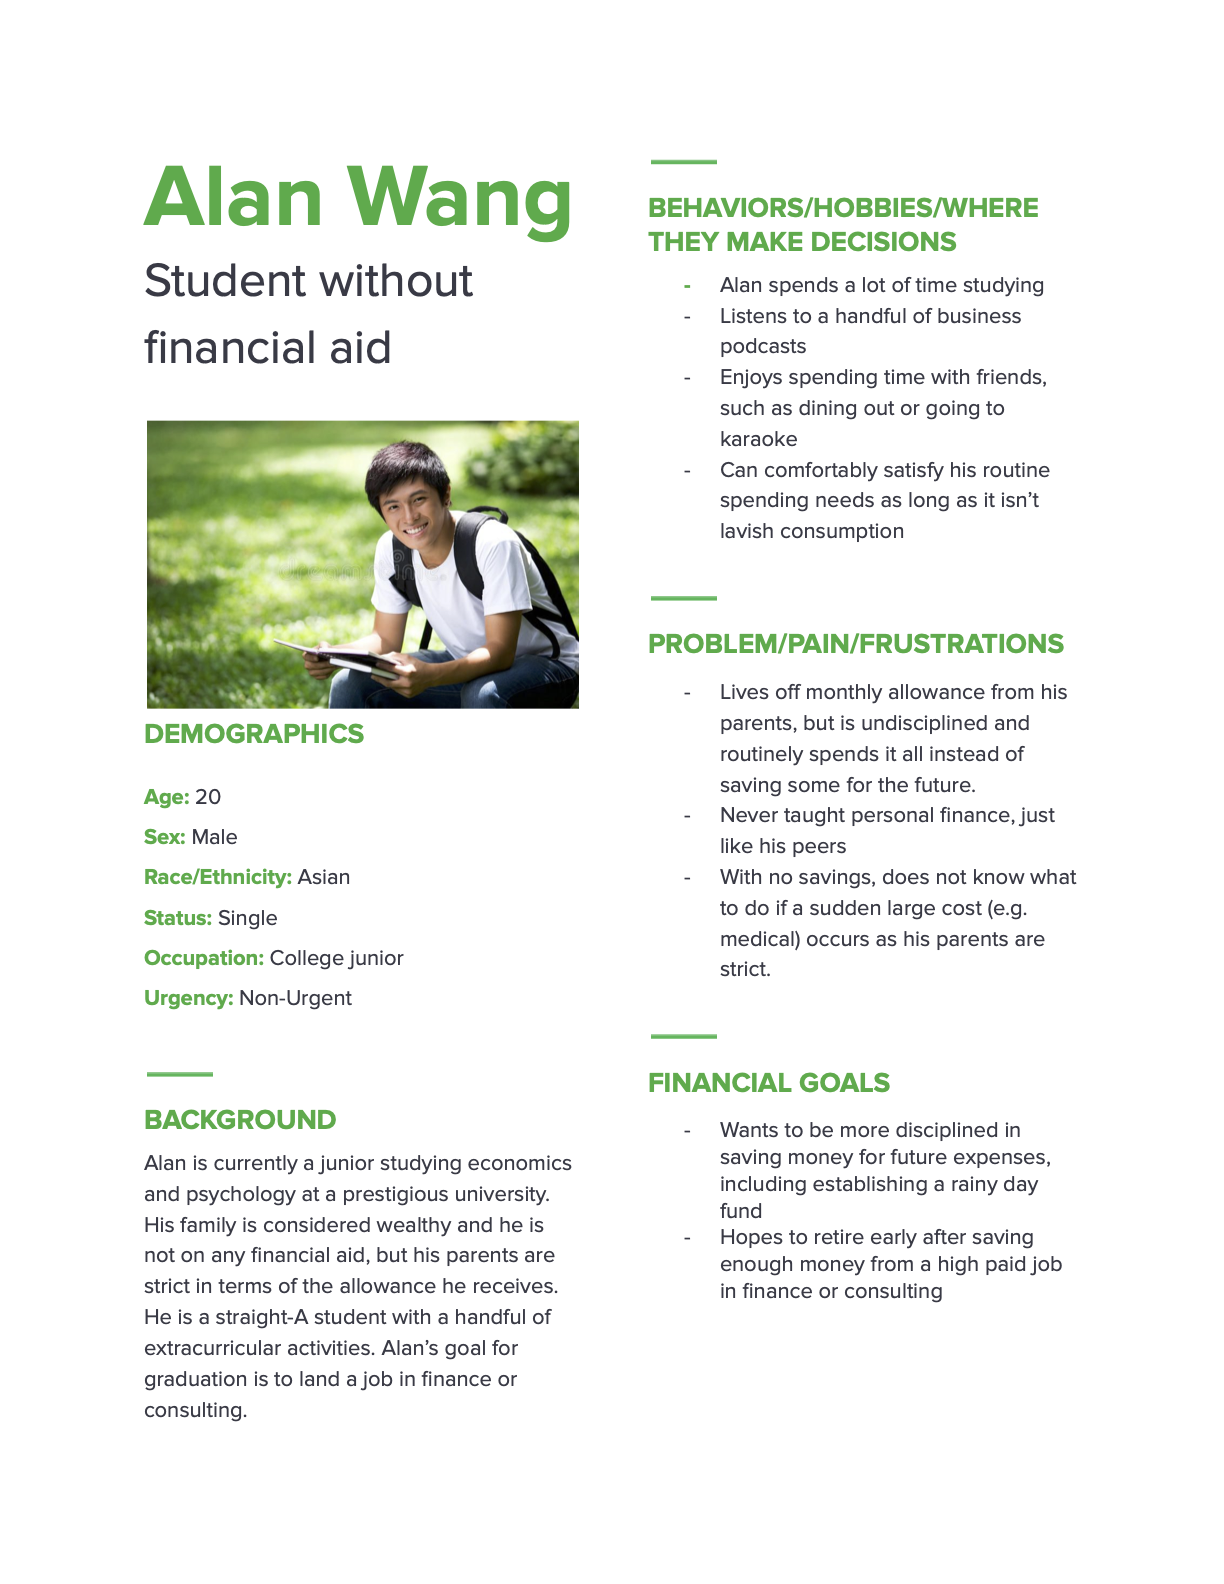 Alan Wang
Student without
financial aid
DEMOGRAPHICS
Age: 20
Sex: Male
Race/Ethnicity: Asian
Status: Single
Occupation: College junior
Urgency: Non-Urgent
BACKGROUND
Alan is currently a junior studying economics
and psychology at a prestigious university.
His family is considered wealthy and he is
not on any financial aid, but his parents are
strict in terms of the allowance he receives.
He is a straight-A student with a handful of
extracurricular activities. Alan’s goal for
graduation is to land a job in finance or
consulting.
BEHAVIORS/HOBBIES/WHERE
THEY MAKE DECISIONS
- Alan spends a lot of time studying
- Listens to a handful of business
podcasts
- Enjoys spending time with friends,
such as dining out or going to
karaoke
- Can comfortably satisfy his routine
spending needs as long as it isn’t
lavish consumption
PROBLEM/PAIN/FRUSTRATIONS
- Lives off monthly allowance from his
parents, but is undisciplined and
routinely spends it all instead of
saving some for the future.
- Never taught personal finance, just
like his peers
- With no savings, does not know what
to do if a sudden large cost (e.g.
medical) occurs as his parents are
strict.
FINANCIAL GOALS
- Wants to be more disciplined in
saving money for future expenses,
including establishing a rainy day
fund
- Hopes to retire early after saving
enough money from a high paid job
in finance or consulting